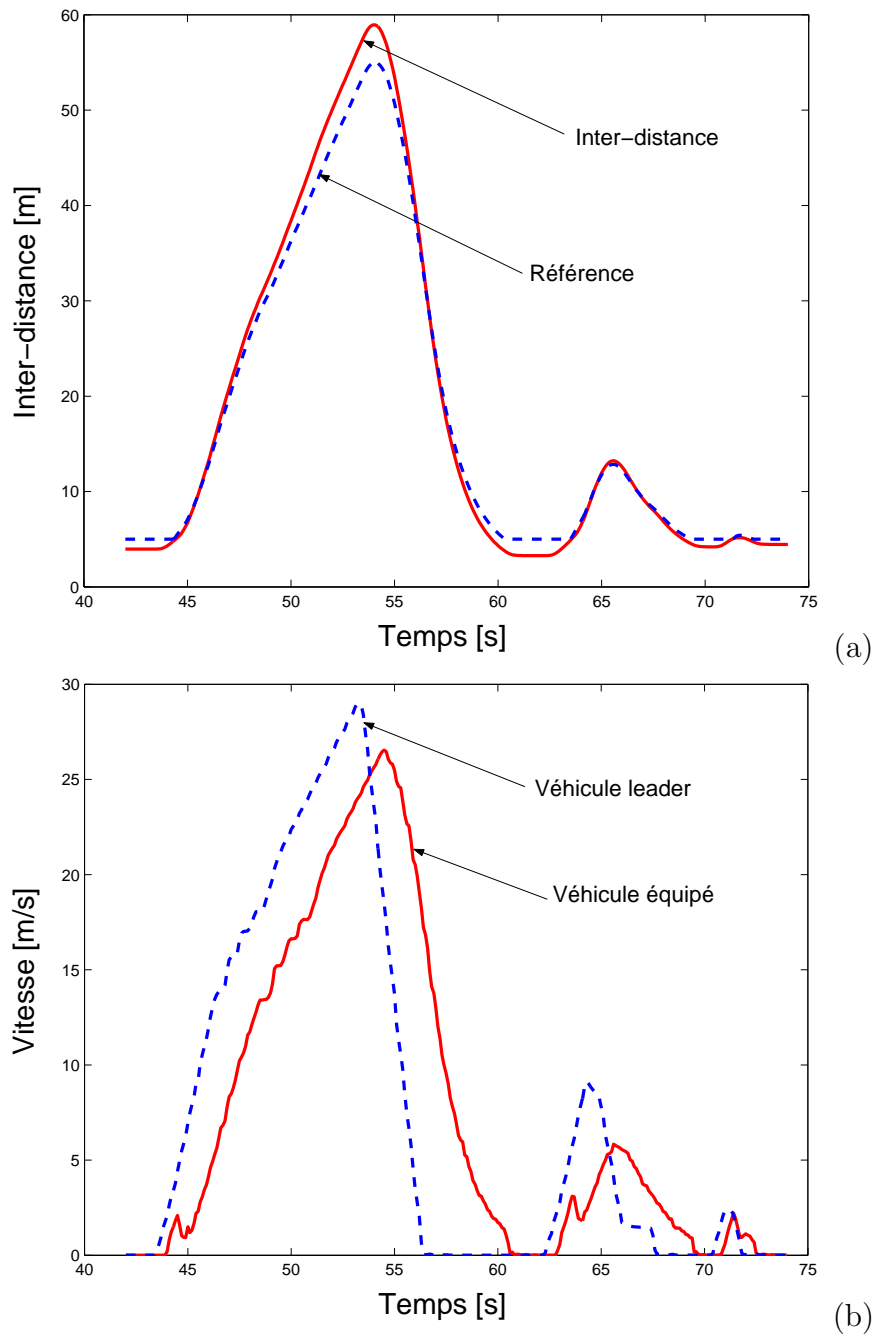 60
50
40
30
20
10
0
Inter−distance [m]
Inter−distance
Référence
40 45 50 55 60 65 70 75
Temps [s]
(a)
30
25
20
15
10
5
0
Vitesse [m/s]
Véhicule leader
Véhicule équipé
40 45 50 55 60 65 70 75
Temps [s]
(b)